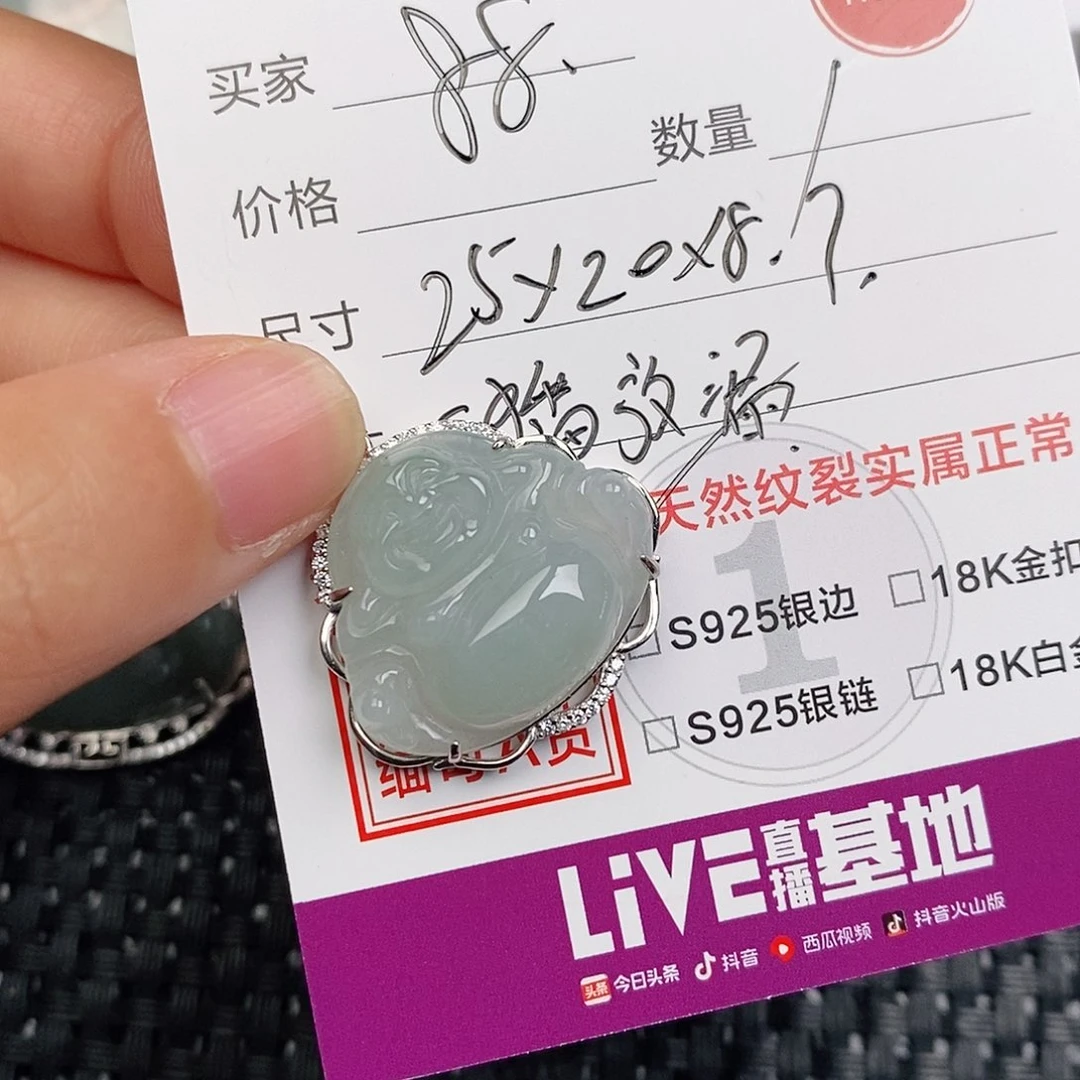 买家 88.
数量 1
价格
尺寸 25×20×8.7.
天然纹裂实属正常
S925银边 18K金扣
S925银链 18K白金
LiVE直播基地
今日头条 抖音 西瓜视频 抖音火山版